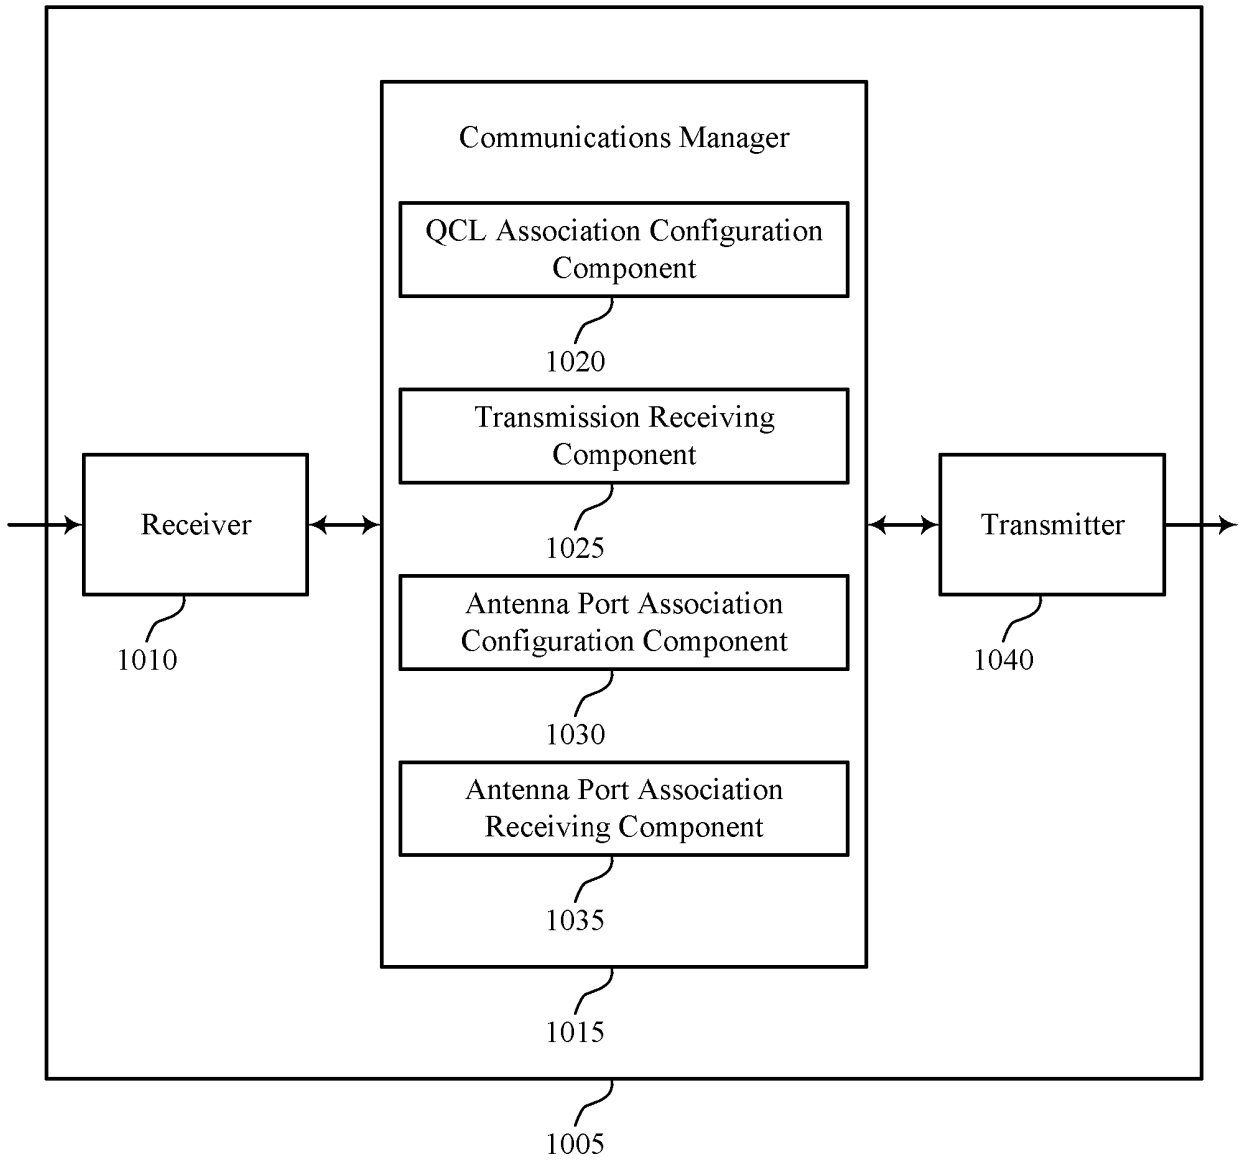 Communications Manager
QCL Association Configuration
Component
1020
Transmission Receiving
Component
1025
Receiver
1010
Transmitter
1040
Antenna Port Association
Configuration Component
1030
Antenna Port Association
Receiving Component
1035
1015
1005